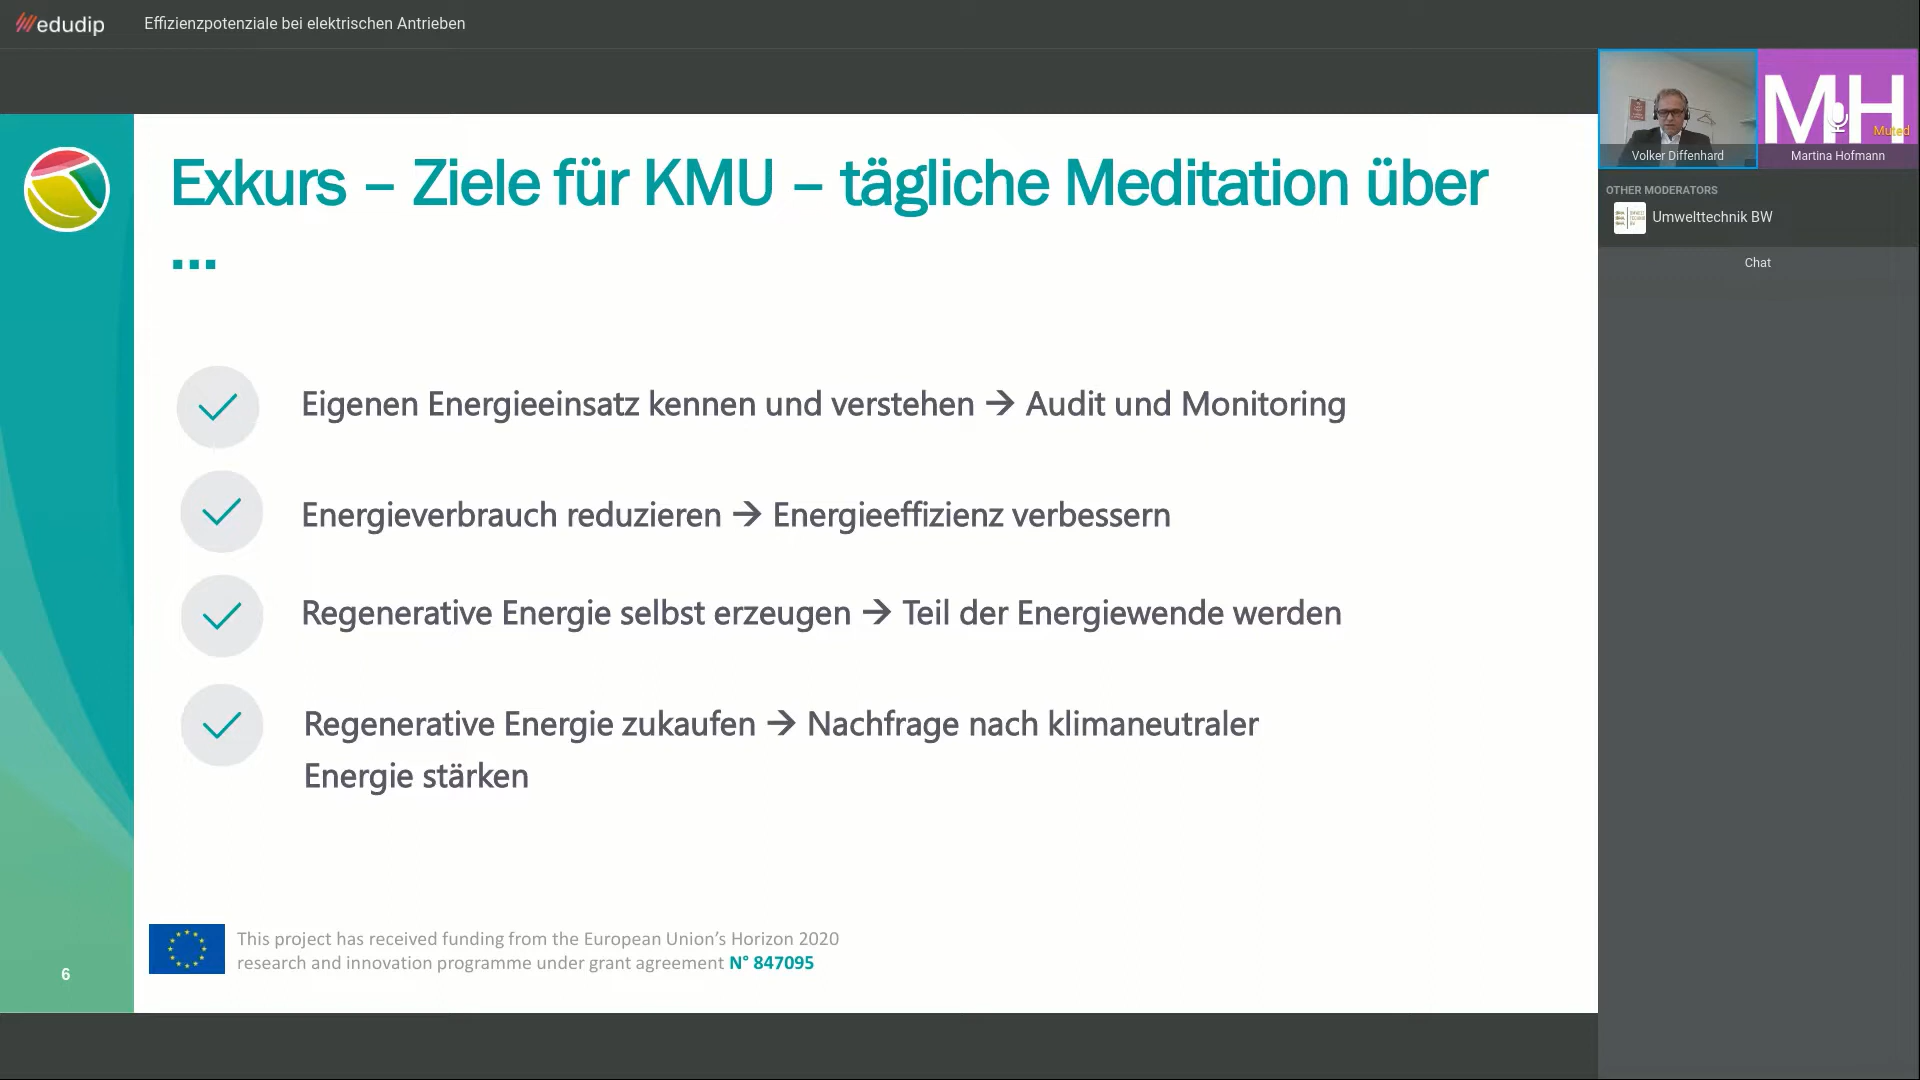 edudip
Effizienzpotenziale bei elektrischen Antrieben
Exkurs – Ziele für KMU – tägliche Meditation über
...
Eigenen Energieeinsatz kennen und verstehen → Audit und Monitoring
Energieverbrauch reduzieren → Energieeffizienz verbessern
Regenerative Energie selbst erzeugen → Teil der Energiewende werden
Regenerative Energie zukaufen → Nachfrage nach klimaneutraler
Energie stärken
This project has received funding from the European Union’s Horizon 2020
research and innovation programme under grant agreement N° 847095
6
MH
Muted
Volker Diffenhard
Martina Hofmann
OTHER MODERATORS
Umwelttechnik BW
Chat